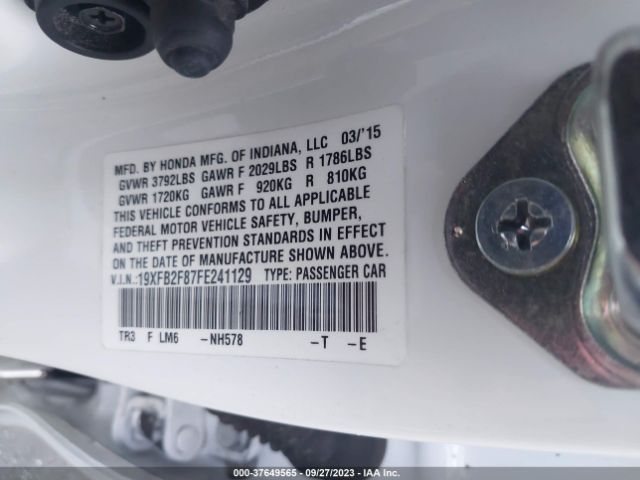 MFD. BY HONDA MFG. OF INDIANA, LLC 03/'15
GVWR 3792LBS GAWR F 2029LBS R 1786LBS
GVWR 1720KG GAWR F 920KG R 810KG
THIS VEHICLE CONFORMS TO ALL APPLICABLE
FEDERAL MOTOR VEHICLE SAFETY, BUMPER,
AND THEFT PREVENTION STANDARDS IN EFFECT
ON THE DATE OF MANUFACTURE SHOWN ABOVE.
V.I.N.:19XFB2F87FE241129 TYPE: PASSENGER CAR
TR3 F LM6 -NH578 -T -E
000-37649565 - 09/27/2023 - IAA Inc.